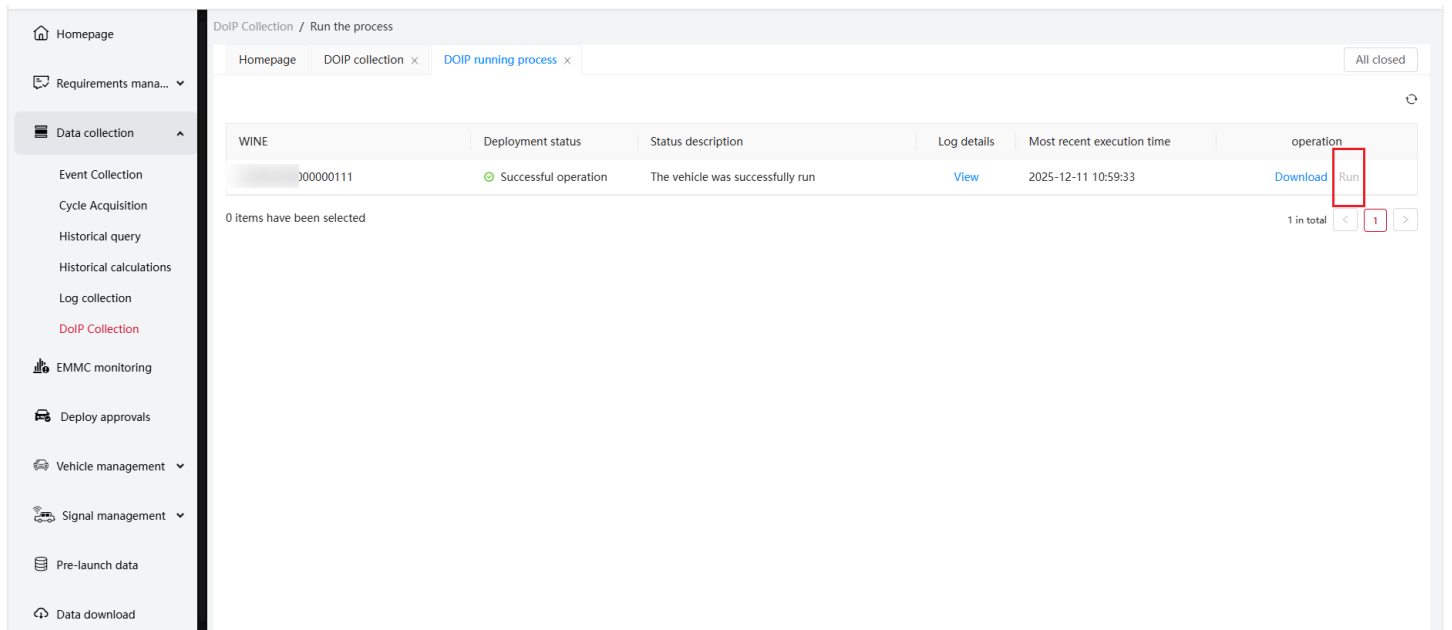 Homepage
Requirements mana...
Data collection
Event Collection
Cycle Acquisition
Historical query
Historical calculations
Log collection
DoIP Collection
EMMC monitoring
Deploy approvals
Vehicle management
Signal management
Pre-launch data
Data download
DoIP Collection / Run the process
Homepage DOIP collection × DOIP running process × All closed
WINE Deployment status Status description Log details Most recent execution time operation
000000111 Successful operation The vehicle was successfully run View 2025-12-11 10:59:33 Download Run
0 items have been selected 1 in total < 1 >